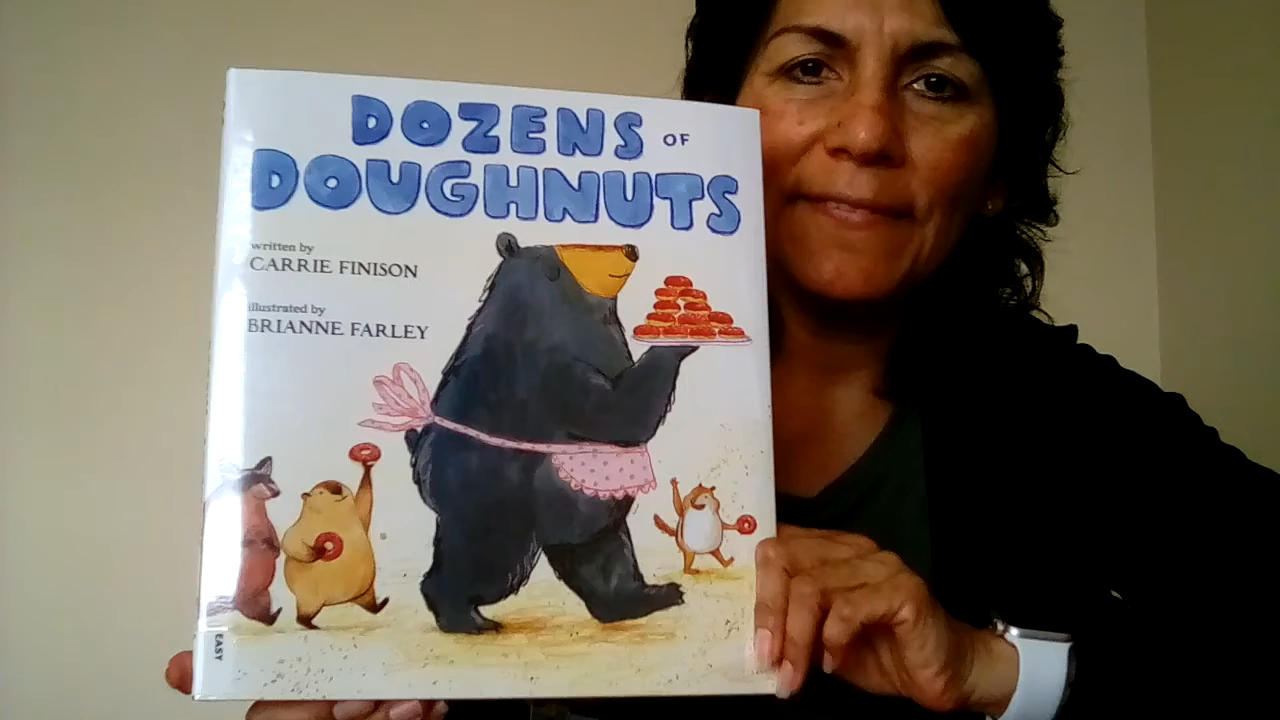 DOZENS OF
DOUGHNUTS
written by
CARRIE FINISON
illustrated by
BRIANNE FARLEY
EASY